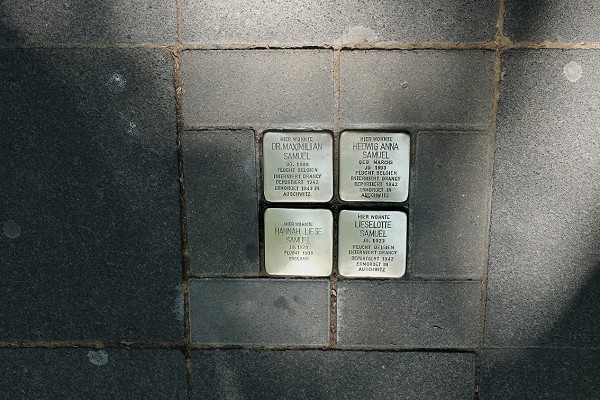 HIER WOHNTE
DR. MAXIMILIAN
SAMUEL
JG. 1880
FLUCHT BELGIEN
INTERNIERT DRANCY
DEPORTIERT 1942
ERMORDET 1943 IN
AUSCHWITZ
HIER WOHNTE
HEDWIG ANNA
SAMUEL
GEB. MARCHS
JG. 1893
FLUCHT BELGIEN
INTERNIERT DRANCY
DEPORTIERT 1942
ERMORDET IN
AUSCHWITZ
HIER WOHNTE
HANNAH LIESE
SAMUEL
FLUCHT 1939
ENGLAND
HIER WOHNTE
LIESELOTTE
SAMUEL
JG. 1923
FLUCHT BELGIEN
INTERNIERT DRANCY
DEPORTIERT 1942
ERMORDET IN
AUSCHWITZ